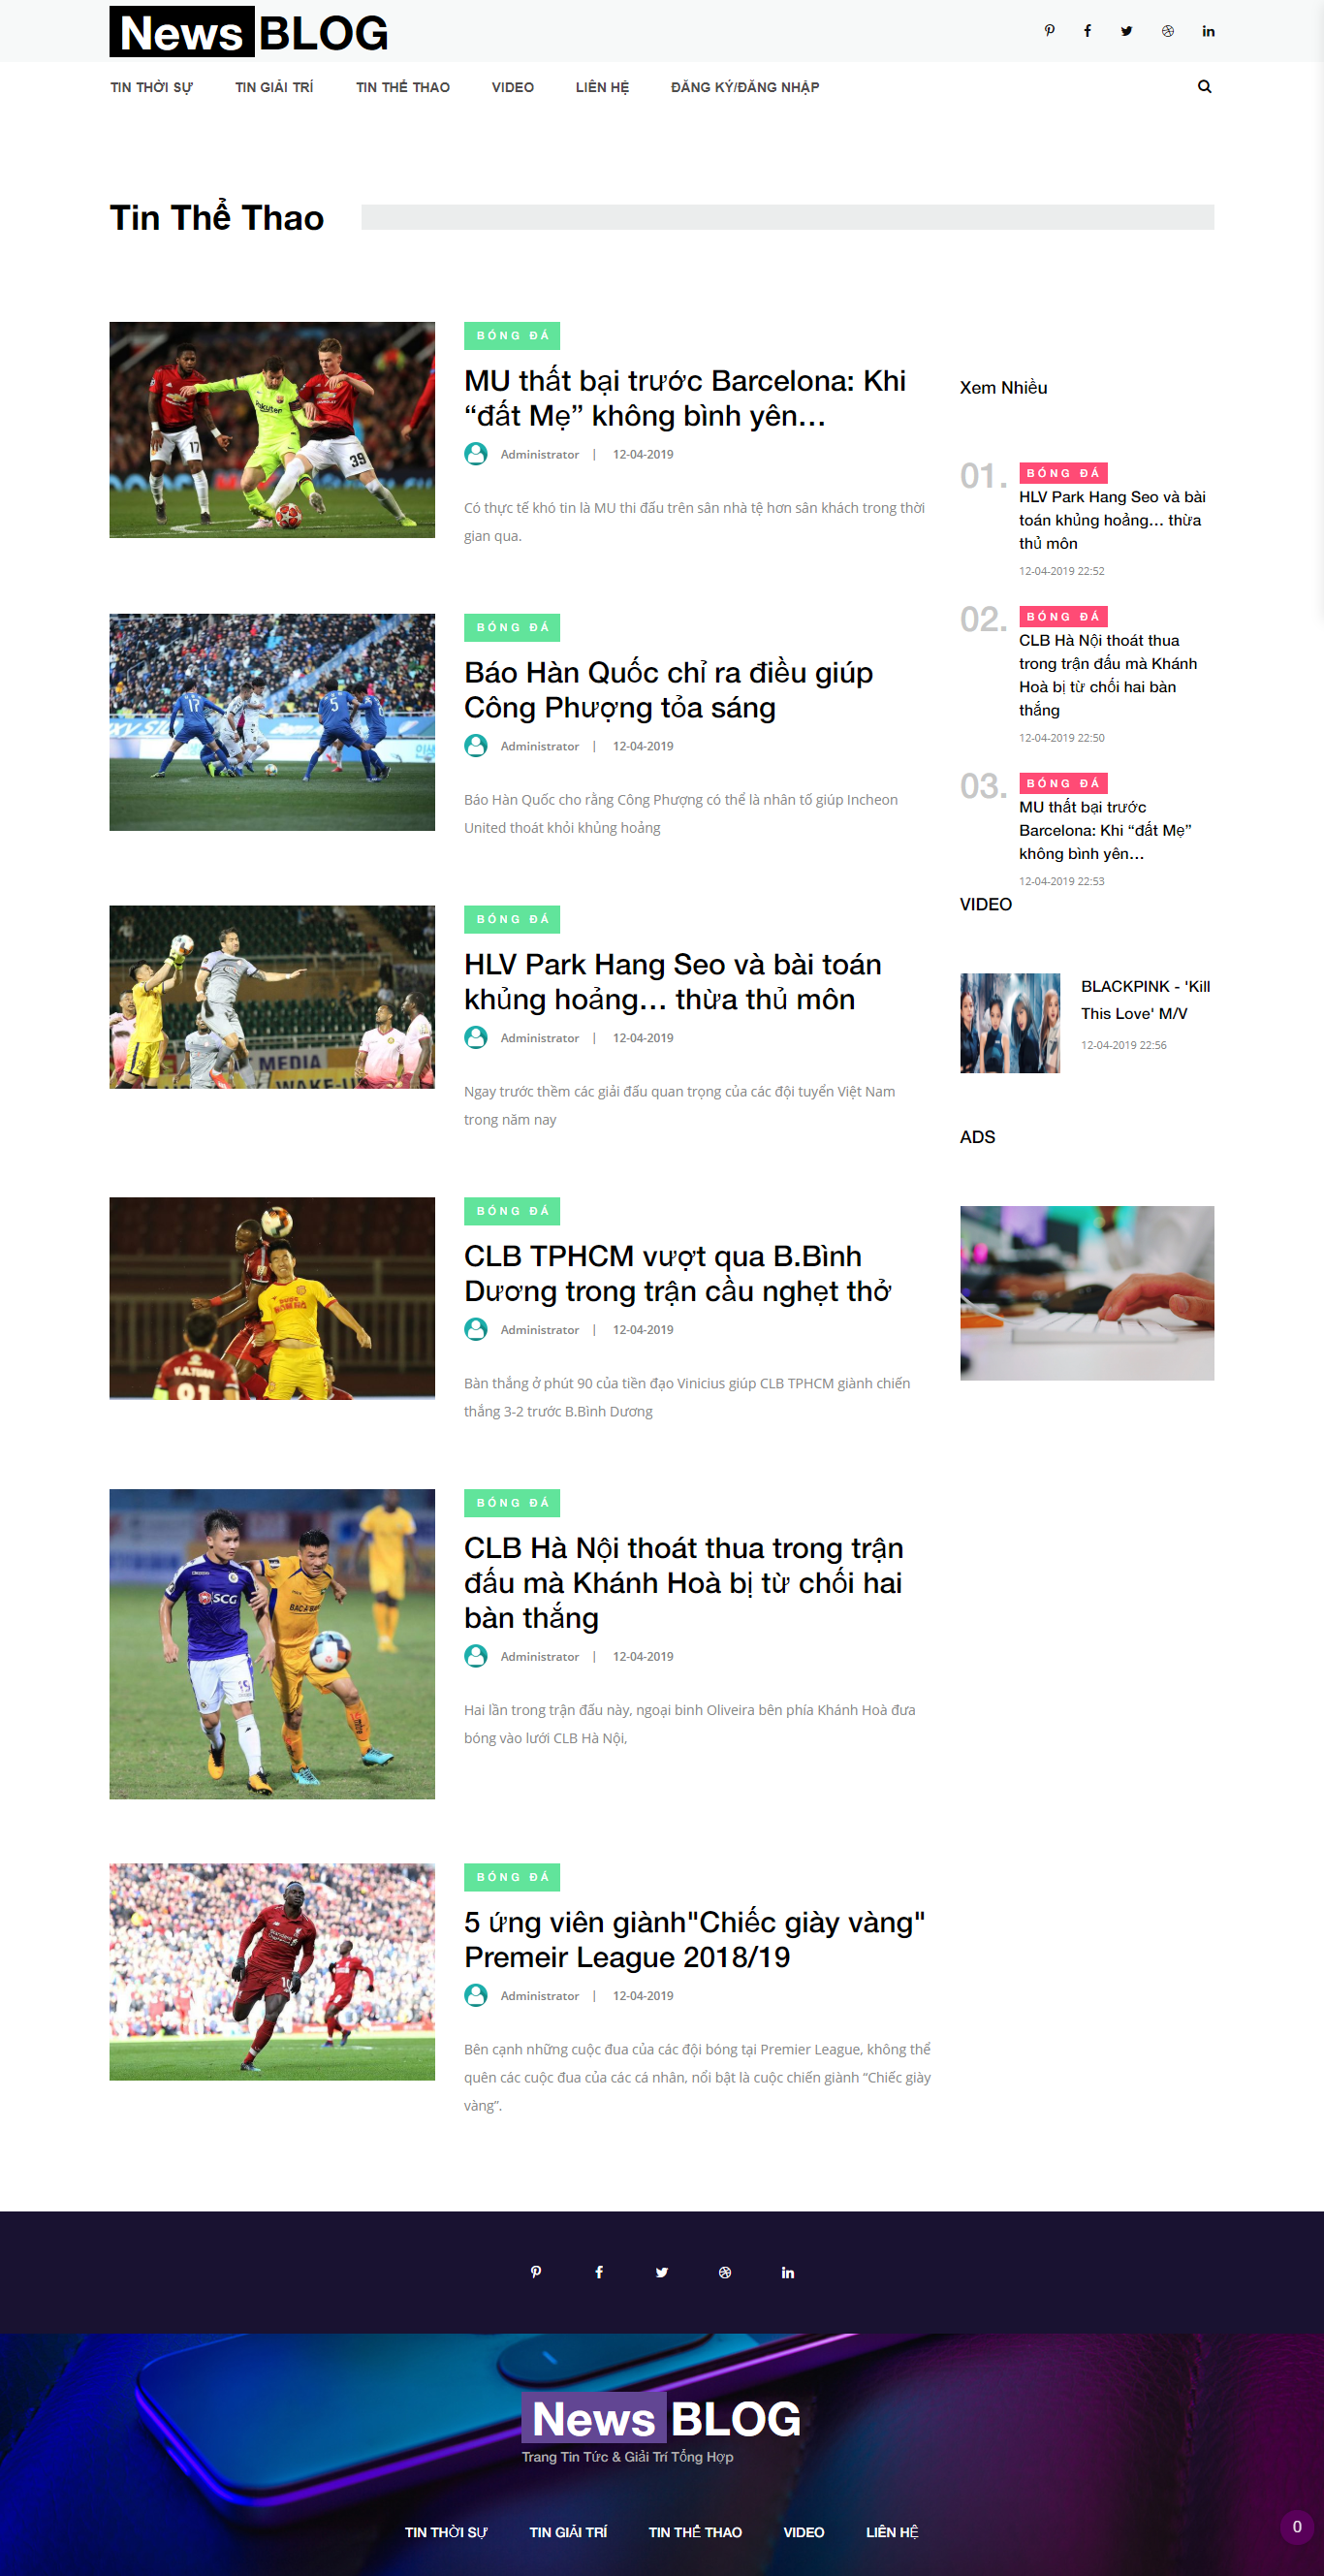 News BLOG
TIN THỜI SỰ TIN GIẢI TRÍ TIN THỂ THAO VIDEO LIÊN HỆ ĐĂNG KÝ/ĐĂNG NHẬP
Tin Thể Thao
BÓNG ĐÁ
MU thất bại trước Barcelona: Khi
“đất Mẹ” không bình yên...
Administrator | 12-04-2019
Có thực tế khó tin là MU thi đấu trên sân nhà tệ hơn sân khách trong thời
gian qua.
BÓNG ĐÁ
Báo Hàn Quốc chỉ ra điều giúp
Công Phượng tỏa sáng
Administrator | 12-04-2019
Báo Hàn Quốc cho rằng Công Phượng có thể là nhân tố giúp Incheon
United thoát khỏi khủng hoảng
BÓNG ĐÁ
HLV Park Hang Seo và bài toán
khủng hoảng... thừa thủ môn
Administrator | 12-04-2019
Ngay trước thềm các giải đấu quan trọng của các đội tuyển Việt Nam
trong năm nay
BÓNG ĐÁ
CLB TPHCM vượt qua B.Bình
Dương trong trận cầu nghẹt thở
Administrator | 12-04-2019
Bàn thắng ở phút 90 của tiền đạo Vinicius giúp CLB TPHCM giành chiến
thắng 3-2 trước B.Bình Dương
BÓNG ĐÁ
CLB Hà Nội thoát thua trong trận
đấu mà Khánh Hoà bị từ chối hai
bàn thắng
Administrator | 12-04-2019
Hai lần trong trận đấu này, ngoại binh Oliveira bên phía Khánh Hoà đưa
bóng vào lưới CLB Hà Nội,
BÓNG ĐÁ
5 ứng viên giành"Chiếc giày vàng"
Premeir League 2018/19
Administrator | 12-04-2019
Bên cạnh những cuộc đua của các đội bóng tại Premier League, không thể
quên các cuộc đua của các cá nhân, nổi bật là cuộc chiến giành “Chiếc giày
vàng”.
Xem Nhiều
01. BÓNG ĐÁ
HLV Park Hang Seo và bài
toán khủng hoảng... thừa
thủ môn
12-04-2019 22:52
02. BÓNG ĐÁ
CLB Hà Nội thoát thua
trong trận đấu mà Khánh
Hoà bị từ chối hai bàn
thắng
12-04-2019 22:50
03. BÓNG ĐÁ
MU thất bại trước
Barcelona: Khi “đất Mẹ”
không bình yên...
12-04-2019 22:53
VIDEO
BLACKPINK - 'Kill
This Love' M/V
12-04-2019 22:56
ADS
News BLOG
Trang Tin Tức & Giải Trí Tổng Hợp
TIN THỜI SỰ TIN GIẢI TRÍ TIN THỂ THAO VIDEO LIÊN HỆ
0